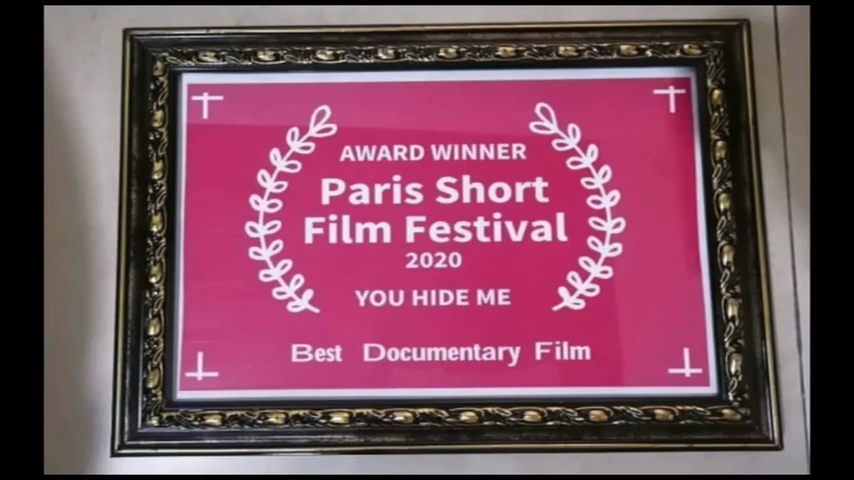 AWARD WINNER
Paris Short
Film Festival
2020
YOU HIDE ME
Best Documentary Film